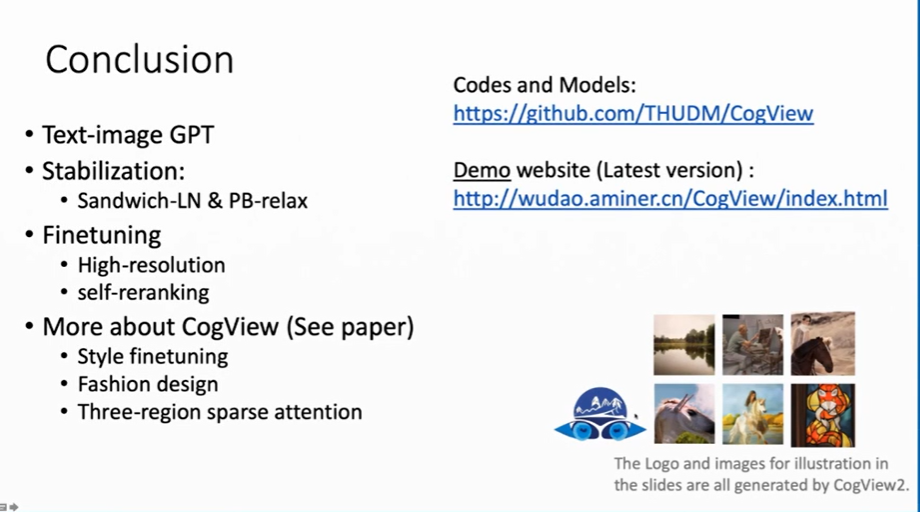 Conclusion
• Text-image GPT
• Stabilization:
• Sandwich-LN & PB-relax
• Finetuning
• High-resolution
• self-reranking
• More about CogView (See paper)
• Style finetuning
• Fashion design
• Three-region sparse attention
Codes and Models:
https://github.com/THUDM/CogView
Demo website (Latest version) :
http://wudao.aminer.cn/CogView/index.html
The Logo and images for illustration in
the slides are all generated by CogView2.